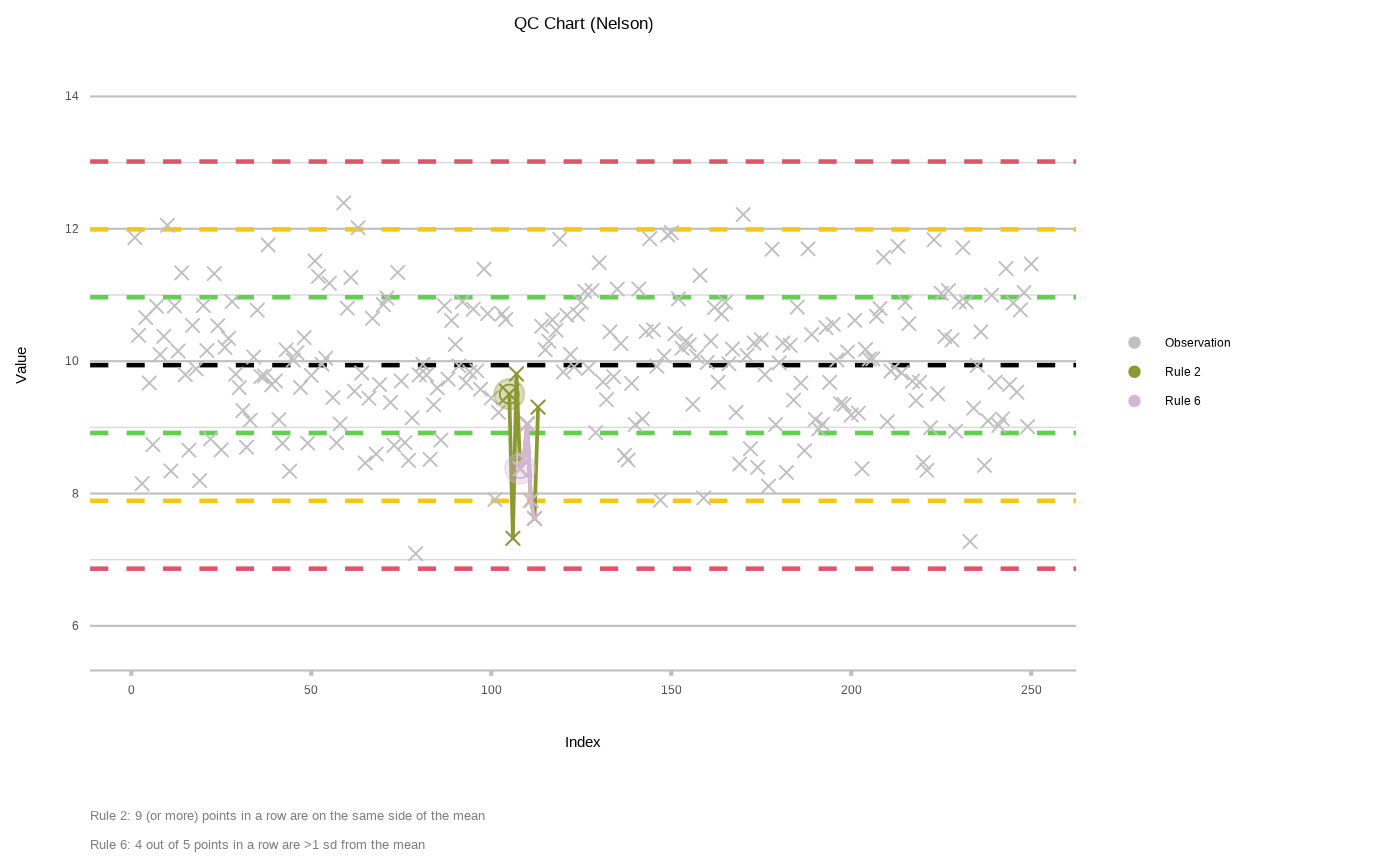 QC Chart (Nelson)
14
12
10
8
6
Value
0 50 100 150 200 250
Index
Observation
Rule 2
Rule 6
Rule 2: 9 (or more) points in a row are on the same side of the mean
Rule 6: 4 out of 5 points in a row are >1 sd from the mean